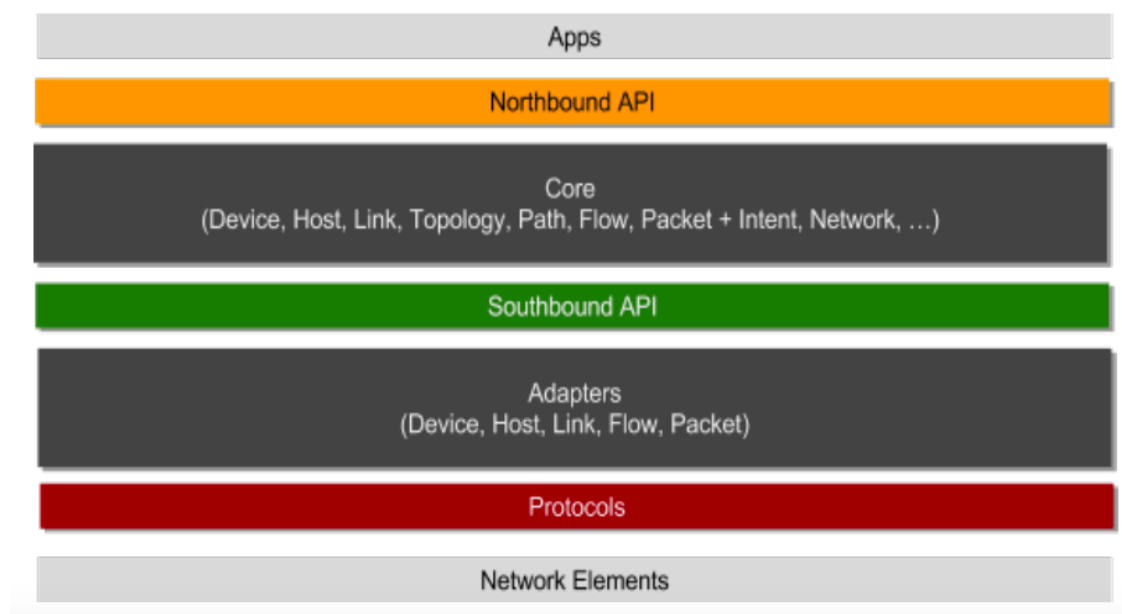 Apps
Northbound API
Core
(Device, Host, Link, Topology, Path, Flow, Packet + Intent, Network, ...)
Southbound API
Adapters
(Device, Host, Link, Flow, Packet)
Protocols
Network Elements